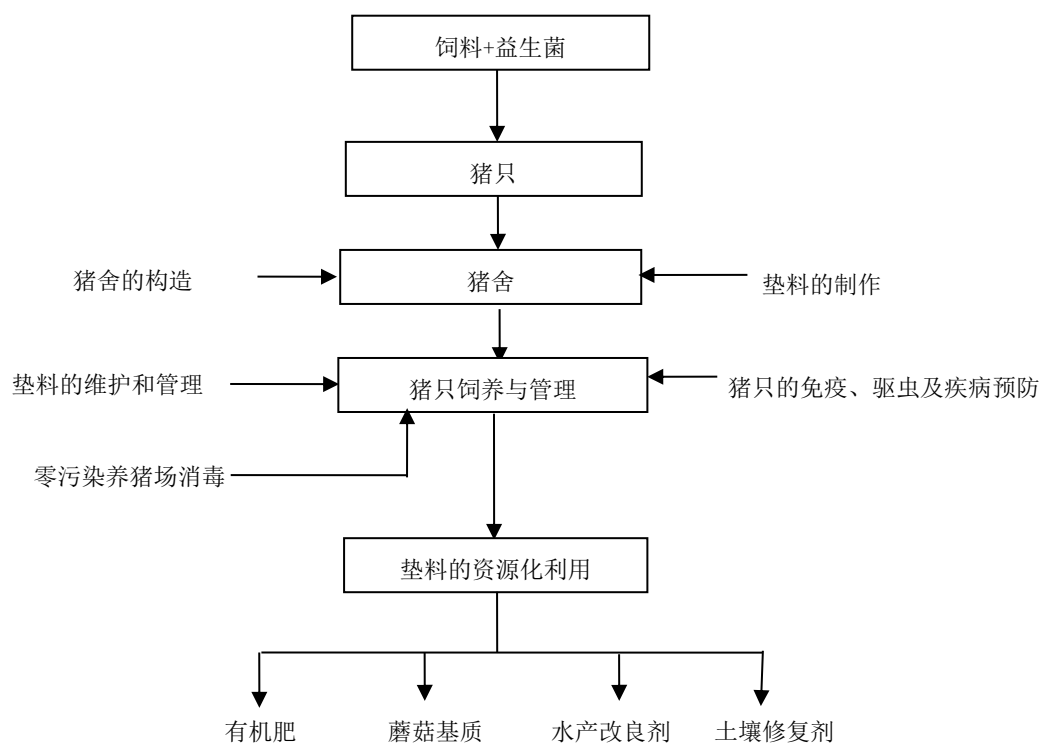 饲料+益生菌
猪只
猪舍的构造
猪舍
垫料的制作
垫料的维护和管理
猪只饲养与管理
猪只的免疫、驱虫及疾病预防
零污染养猪场消毒
垫料的资源化利用
有机肥
蘑菇基质
水产改良剂
土壤修复剂